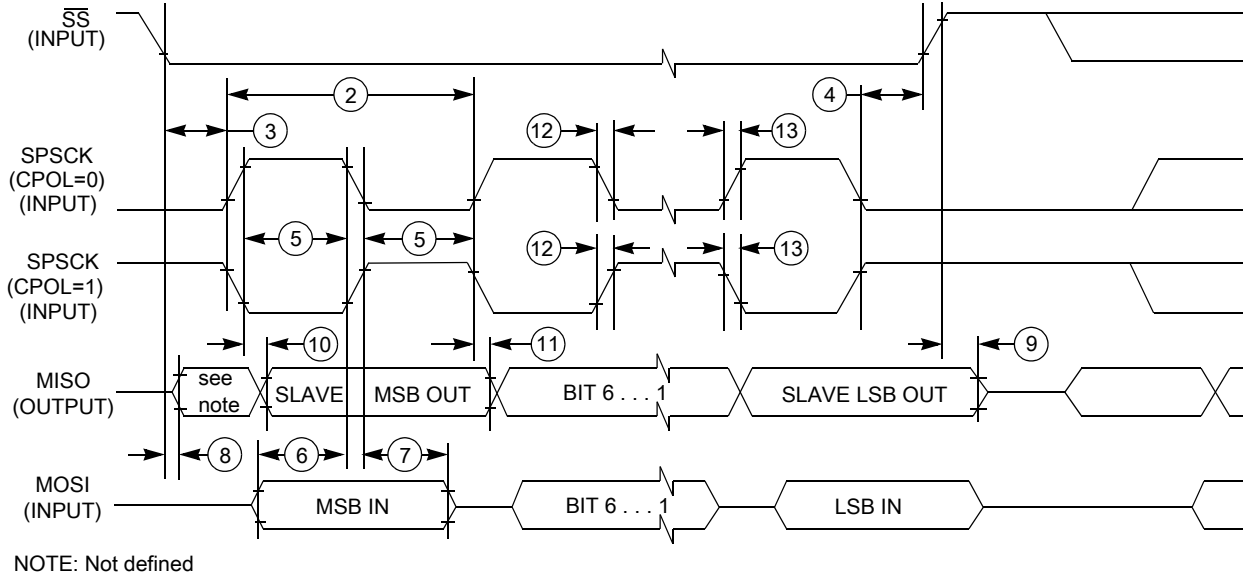 SS
(INPUT)
2
4
3
12
13
SPSCK
(CPOL=0)
(INPUT)
5
5
12
13
SPSCK
(CPOL=1)
(INPUT)
10
11
9
MISO
(OUTPUT)
see
note
SLAVE
MSB OUT
BIT 6 . . . 1
SLAVE LSB OUT
8
6
7
MOSI
(INPUT)
MSB IN
BIT 6 . . . 1
LSB IN
NOTE: Not defined